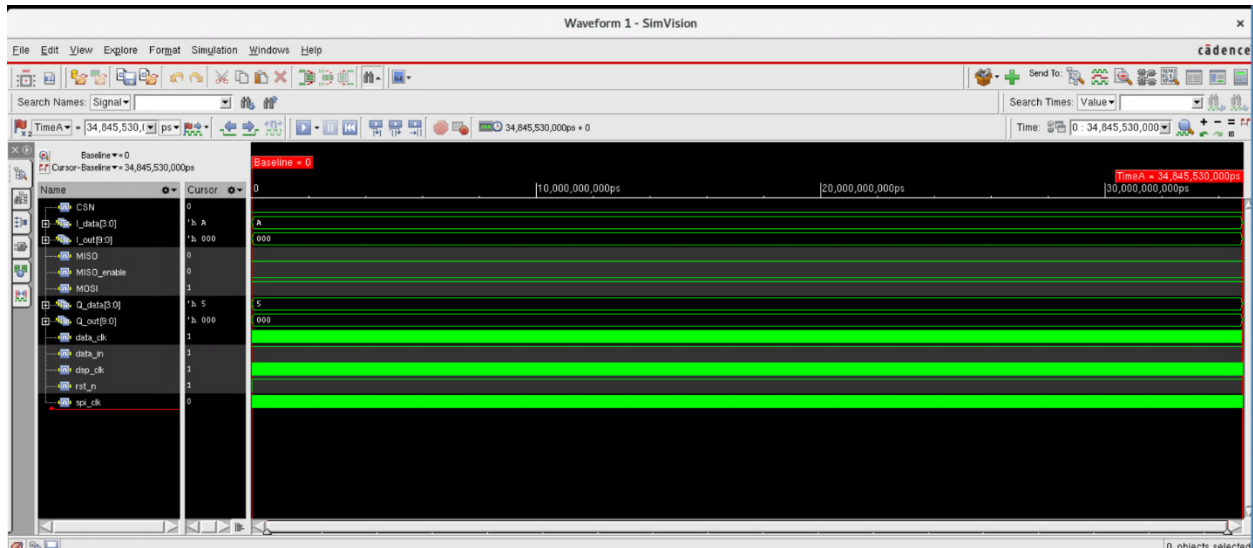 Waveform 1 - SimVision
×
File Edit View Explore Format Simulation Windows Help
cādence
Send To:
Search Names: Signal
Search Times: Value
TimeA = 34,845,530,( ps
34,845,530,000ps + 0
Time: 0 : 34,845,530,000
Baseline = 0
Cursor-Baseline = 34,845,530,000ps
Baseline = 0
TimeA = 34,845,530,000ps
Name Cursor 0 10,000,000,000ps 20,000,000,000ps 30,000,000,000ps
CSN 0
I_data[3:0] 'h A A
I_out[9:0] 'h 000 000
MISO 0
MISO_enable 0
MOSI 1
Q_data[3:0] 'h 5 5
Q_out[9:0] 'h 000 000
data_clk 1
data_in 1
dsp_clk 1
rst_n 1
spi_clk 0
0 objects selected